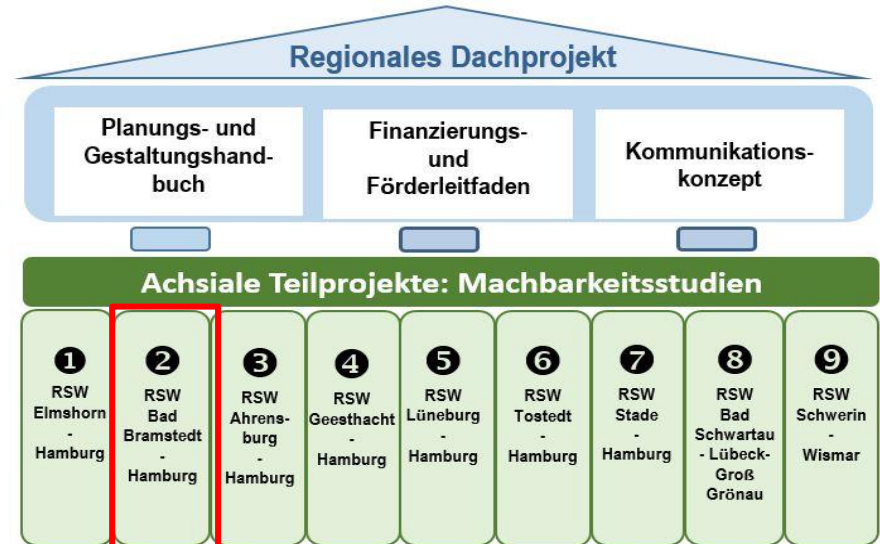 Regionales Dachprojekt
Planungs- und
Gestaltungshand-
buch
Finanzierungs-
und
Förderleitfaden
Kommunikations-
konzept
Achsiale Teilprojekte: Machbarkeitsstudien
❶
RSW
Elmshorn
-
Hamburg
❷
RSW
Bad
Bramstedt
-
Hamburg
❸
RSW
Ahrens-
burg
-
Hamburg
❹
RSW
Geesthacht
-
Hamburg
❺
RSW
Lüneburg
-
Hamburg
❻
RSW
Tostedt
-
Hamburg
❼
RSW
Stade
-
Hamburg
❽
RSW
Bad
Schwartau
- Lübeck-
Groß
Grönau
❾
RSW
Schwerin
-
Wismar